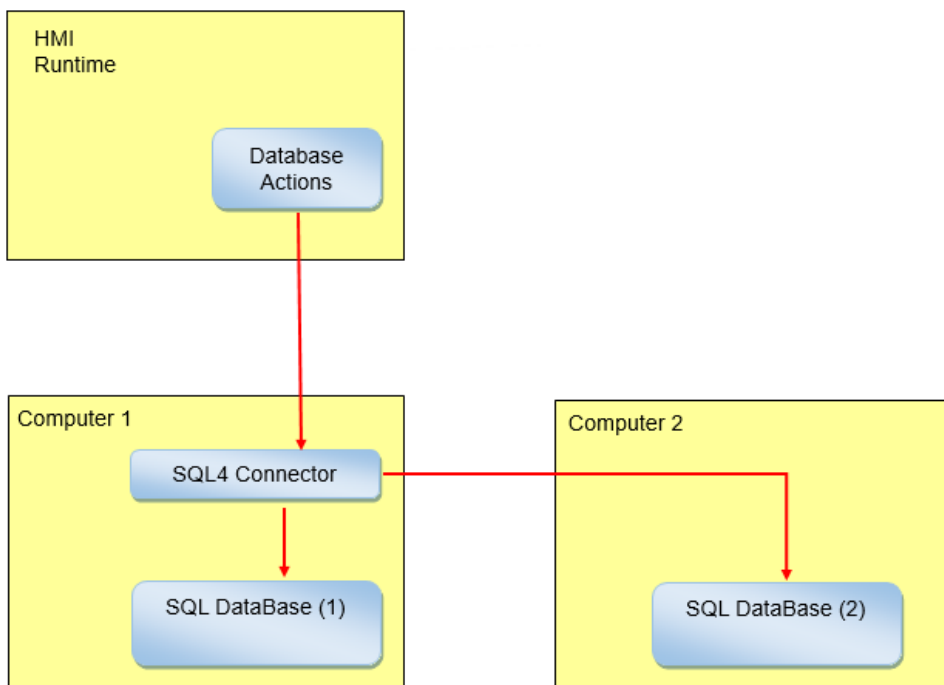 HMI
Runtime
Database
Actions
Computer 1
SQL4 Connector
SQL DataBase (1)
Computer 2
SQL DataBase (2)